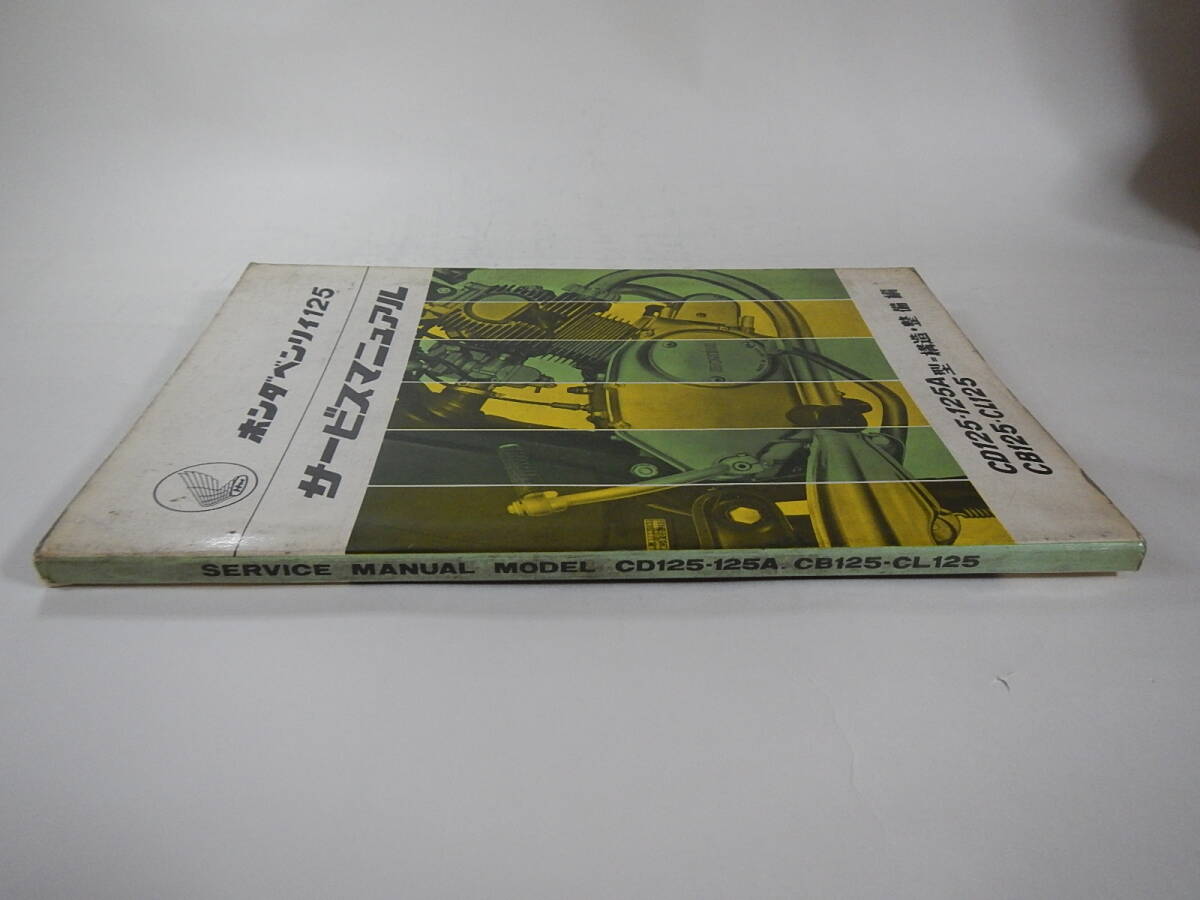 ホンダベンリィ125
サービスマニュアル
CD125・125A型=構造・整備編
CB125・CL125
HONDA
SERVICE MANUAL MODEL CD125-125A. CB125-CL125